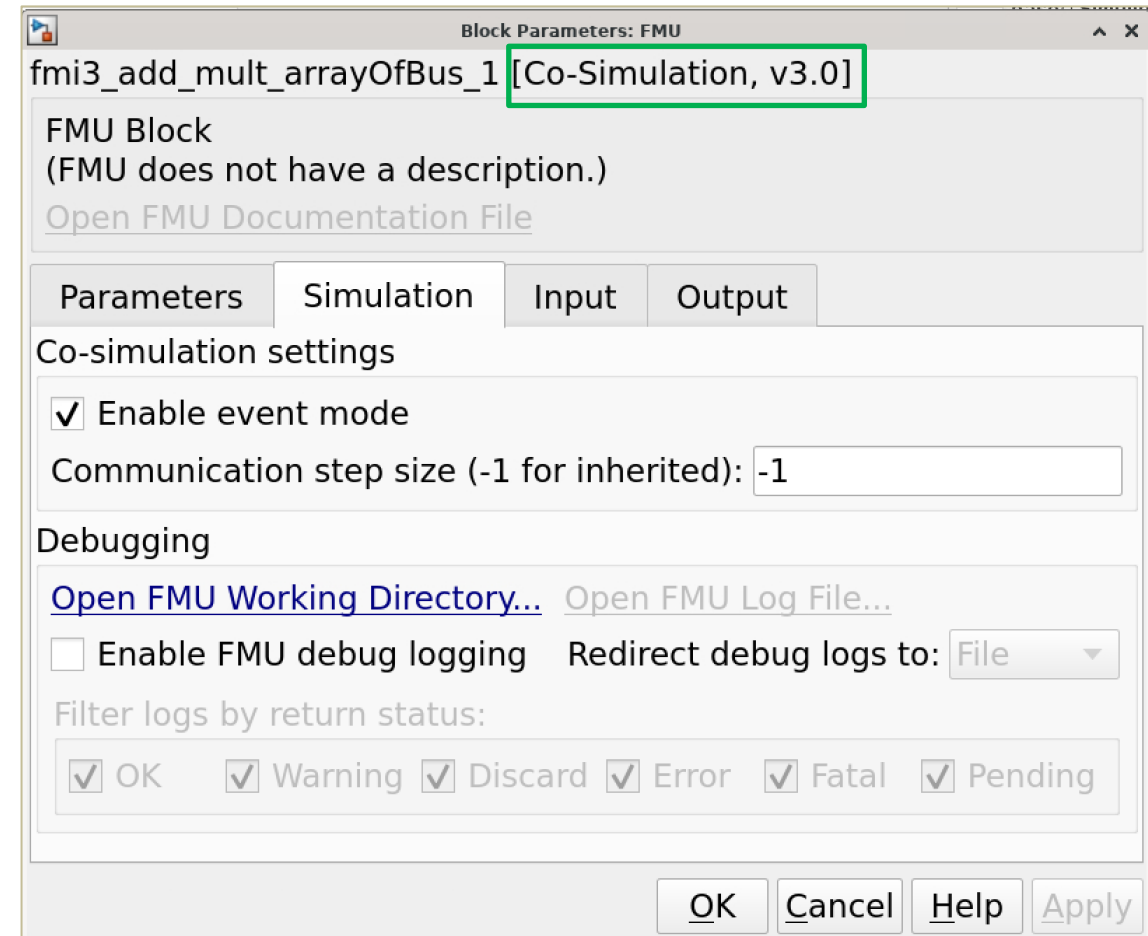 Block Parameters: FMU
fmi3_add_mult_arrayOfBus_1 [Co-Simulation, v3.0]
FMU Block
(FMU does not have a description.)
Open FMU Documentation File
Parameters Simulation Input Output
Co-simulation settings
Enable event mode
Communication step size (-1 for inherited): -1
Debugging
Open FMU Working Directory... Open FMU Log File...
Enable FMU debug logging Redirect debug logs to: File
Filter logs by return status:
OK Warning Discard Error Fatal Pending
OK Cancel Help Apply